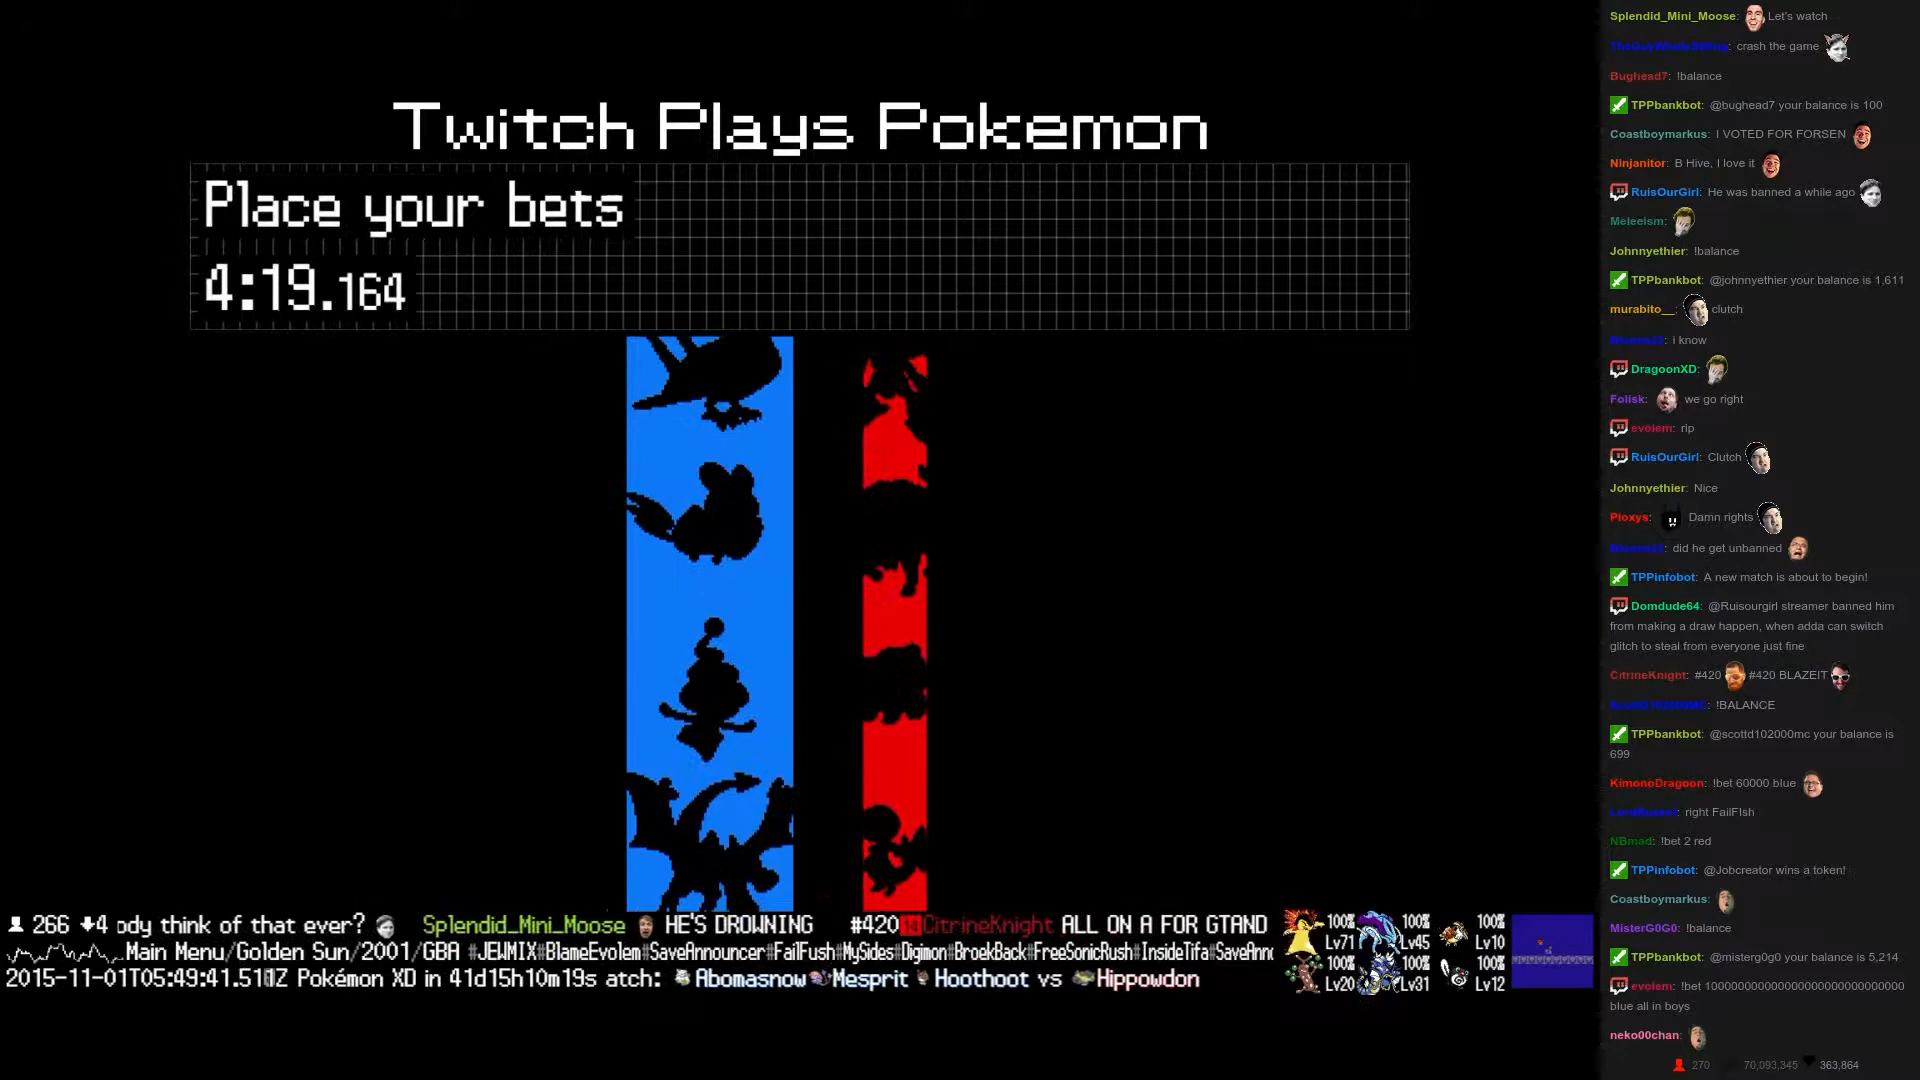 Twitch Plays Pokemon
Place your bets
4:19.164
266 4 ody think of that ever? Splendid_Mini_Moose HE'S DROWNING #420 CitrineKnight ALL ON A FOR GTAND
Main Menu/Golden Sun/2001/GBA #JEWMIX#BlameEvolem#SaveAnnouncer#FailFush#MySides#Digimon#BroekBack#FreeSonicRush#InsideTifa#SaveAnno
2015-11-01T05:49:41.51 Z Pokémon XD in 41d15h10m19s atch: Abomasnow Mesprit Hoothoot vs Hippowdon
100% 100% 100%
Lv71 Lv45 Lv10
100% 100% 100%
Lv20 Lv31 Lv12
Splendid_Mini_Moose: Let's watch
crash the game
Bughead7: !balance
TPPbankbot: @bughead7 your balance is 100
Coastboymarkus: I VOTED FOR FORSEN
Ninjanitor: B Hive, I love it
RuisOurGirl: He was banned a while ago
Meleeism:
Johnnyethier: !balance
TPPbankbot: @johnnyethier your balance is 1,611
murabito__: clutch
i know
DragoonXD:
Folisk: we go right
evolem: rip
RuisOurGirl: Clutch
Johnnyethier: Nice
Ploxys: Damn rights
did he get unbanned
TPPinfobot: A new match is about to begin!
Domdude64: @Ruisourgirl streamer banned him
from making a draw happen, when adda can switch
glitch to steal from everyone just fine
CitrineKnight: #420 #420 BLAZEIT
!BALANCE
TPPbankbot: @scottd102000mc your balance is
699
KimonoDragoon: !bet 60000 blue
right FailFIsh
NBmad: !bet 2 red
TPPinfobot: @Jobcreator wins a token!
Coastboymarkus:
MisterG0G0: !balance
TPPbankbot: @misterg0g0 your balance is 5,214
evolem: !bet 10000000000000000000000000000
blue all in boys
neko00chan:
270 70,093,345 363,864